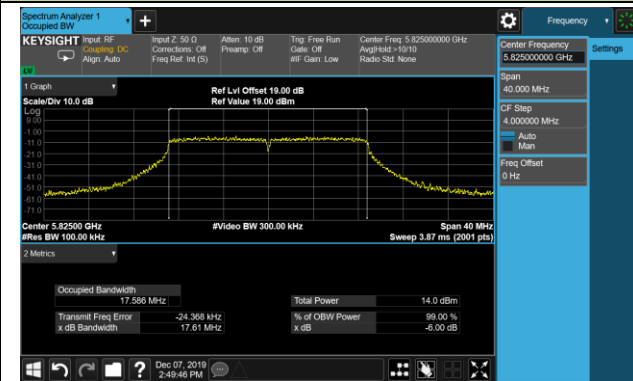 Spectrum Analyzer 1
Occupied BW
+
Frequency
KEYSIGHT
Input: RF
Coupling: DC
Align: Auto
Input Z: 50 Ω
Corrections: Off
Freq Ref: Int (S)
Atten: 10 dB
Preamp: Off
Trig: Free Run
Gate: Off
#IF Gain: Low
Center Freq: 5.825000000 GHz
Avg|Hold:>10/10
Radio Std: None
Center Frequency
5.825000000 GHz
Settings
Span
40.000 MHz
CF Step
4.000000 MHz
Auto
Man
Freq Offset
0 Hz
1 Graph
Scale/Div 10.0 dB
Ref Lvl Offset 19.00 dB
Ref Value 19.00 dBm
Log
9.00
-1.00
-11.0
-21.0
-31.0
-41.0
-51.0
-61.0
-71.0
Center 5.82500 GHz
#Res BW 100.00 kHz
#Video BW 300.00 kHz
Span 40 MHz
Sweep 3.87 ms (2001 pts)
2 Metrics
Occupied Bandwidth
17.586 MHz
Total Power 14.0 dBm
Transmit Freq Error -24.368 kHz
% of OBW Power 99.00 %
x dB Bandwidth 17.61 MHz
x dB -6.00 dB
?
Dec 07, 2019
2:49:46 PM